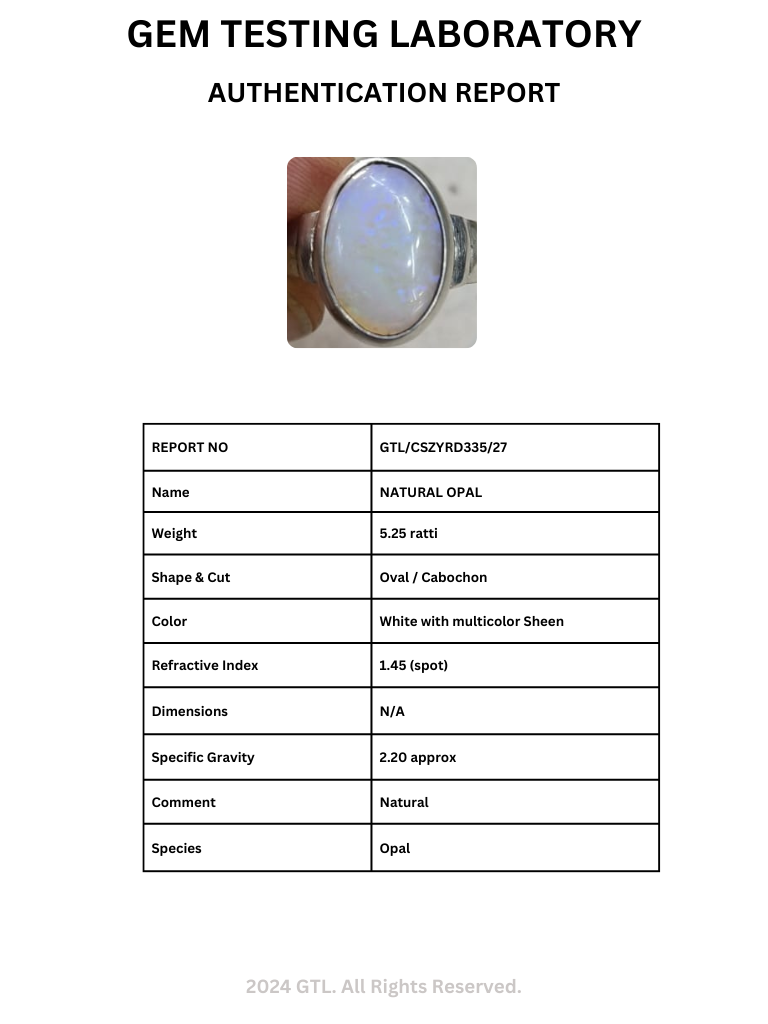 GEM TESTING LABORATORY
AUTHENTICATION REPORT
REPORT NO GTL/CSZYRD335/27
Name NATURAL OPAL
Weight 5.25 ratti
Shape & Cut Oval / Cabochon
Color White with multicolor Sheen
Refractive Index 1.45 (spot)
Dimensions N/A
Specific Gravity 2.20 approx
Comment Natural
Species Opal
2024 GTL. All Rights Reserved.